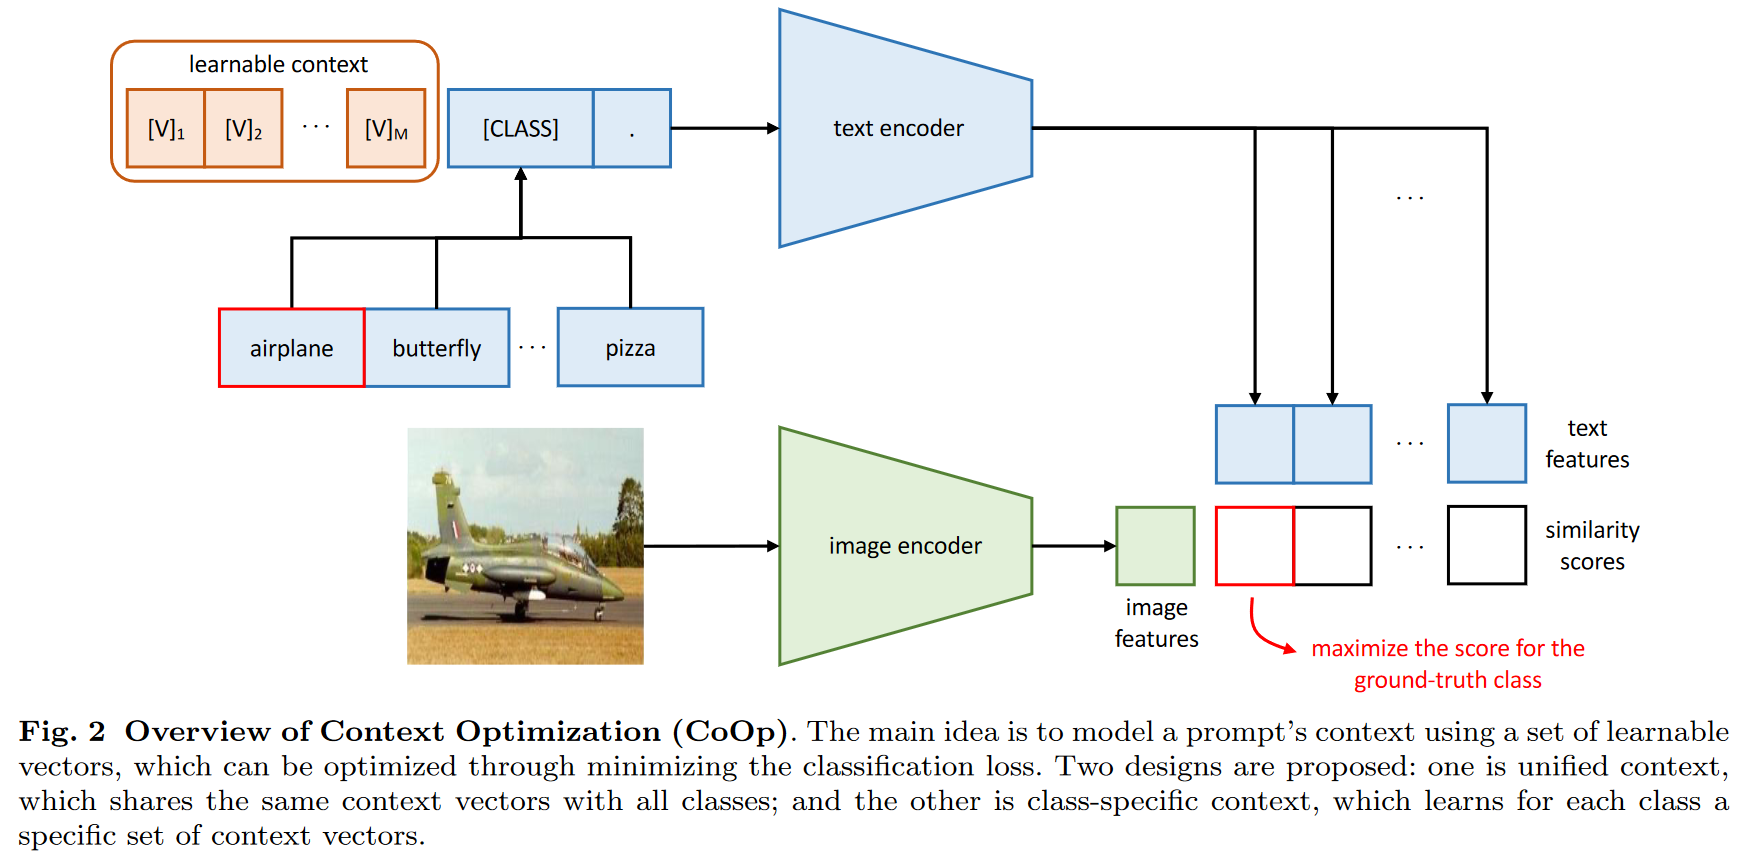 learnable context
[V]1 [V]2 ... [V]M [CLASS] .
text encoder
...
airplane butterfly ... pizza
... text
features
image encoder
... similarity
scores
image
features
maximize the score for the
ground-truth class
Fig. 2 Overview of Context Optimization (CoOp). The main idea is to model a prompt's context using a set of learnable
vectors, which can be optimized through minimizing the classification loss. Two designs are proposed: one is unified context,
which shares the same context vectors with all classes; and the other is class-specific context, which learns for each class a
specific set of context vectors.